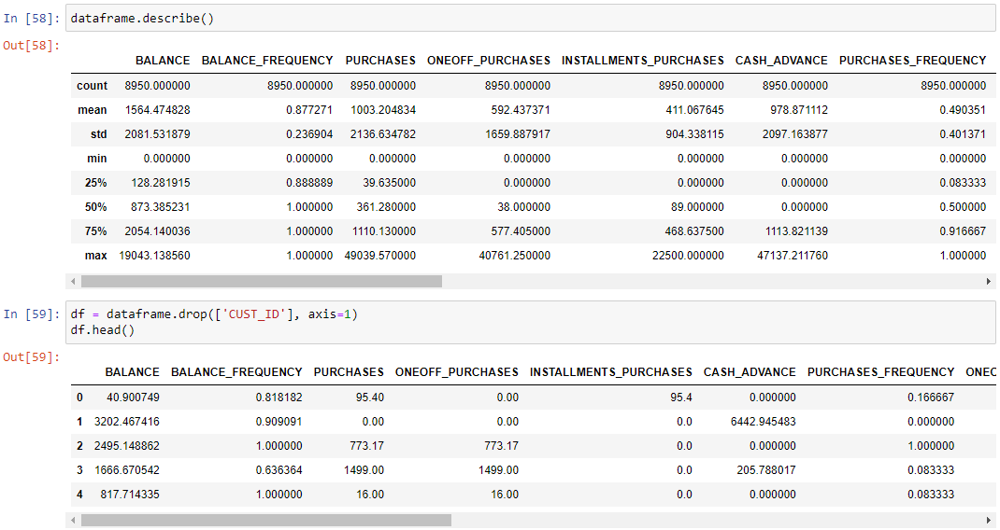 In [58]: dataframe.describe()
Out[58]:
BALANCE BALANCE_FREQUENCY PURCHASES ONEOFF_PURCHASES INSTALLMENTS_PURCHASES CASH_ADVANCE PURCHASES_FREQUENCY
count 8950.000000 8950.000000 8950.000000 8950.000000 8950.000000 8950.000000 8950.000000
mean 1564.474828 0.877271 1003.204834 592.437371 411.067645 978.871112 0.490351
std 2081.531879 0.236904 2136.634782 1659.887917 904.338115 2097.163877 0.401371
min 0.000000 0.000000 0.000000 0.000000 0.000000 0.000000 0.000000
25% 128.281915 0.888889 39.635000 0.000000 0.000000 0.000000 0.083333
50% 873.385231 1.000000 361.280000 38.000000 89.000000 0.000000 0.500000
75% 2054.140036 1.000000 1110.130000 577.405000 468.637500 1113.821139 0.916667
max 19043.138560 1.000000 49039.570000 40761.250000 22500.000000 47137.211760 1.000000
In [59]: df = dataframe.drop(['CUST_ID'], axis=1)
df.head()
Out[59]:
BALANCE BALANCE_FREQUENCY PURCHASES ONEOFF_PURCHASES INSTALLMENTS_PURCHASES CASH_ADVANCE PURCHASES_FREQUENCY ONEC
0 40.900749 0.818182 95.40 0.00 95.4 0.000000 0.166667
1 3202.467416 0.909091 0.00 0.00 0.0 6442.945483 0.000000
2 2495.148862 1.000000 773.17 773.17 0.0 0.000000 1.000000
3 1666.670542 0.636364 1499.00 1499.00 0.0 205.788017 0.083333
4 817.714335 1.000000 16.00 16.00 0.0 0.000000 0.083333